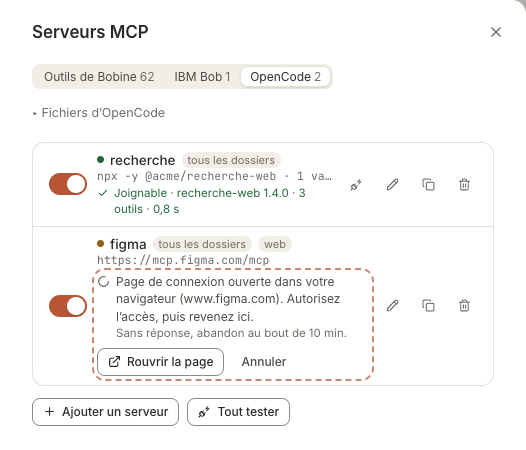 Serveurs MCP
Outils de Bobine 62
IBM Bob 1
OpenCode 2
Fichiers d'OpenCode
recherche
tous les dossiers
npx -y @acme/recherche-web · 1 va…
Joignable · recherche-web 1.4.0 · 3
outils · 0,8 s
figma
tous les dossiers
web
https://mcp.figma.com/mcp
Page de connexion ouverte dans votre
navigateur (www.figma.com). Autorisez
l'accès, puis revenez ici.
Sans réponse, abandon au bout de 10 min.
Rouvrir la page
Annuler
Ajouter un serveur
Tout tester